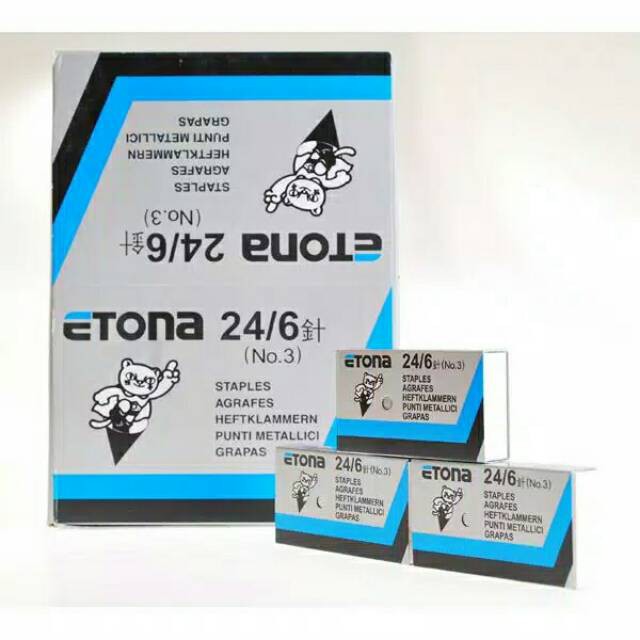 GRAPAS
PUNTI METALLICI
HEFTKLAMMERN
AGRAFES
STAPLES
(No.3)
ETONA 24/6針
ETONA 24/6針
(No.3)
STAPLES
AGRAFES
HEFTKLAMMERN
PUNTI METALLICI
GRAPAS
ETONA 24/6針(No.3)
STAPLES
AGRAFES
HEFTKLAMMERN
PUNTI METALLICI
GRAPAS
ETONA 24/6針(No.3)
STAPLES
AGRAFES
HEFTKLAMMERN
PUNTI METALLICI
GRAPAS
ETONA 24/6針(No.3)
STAPLES
AGRAFES
HEFTKLAMMERN
PUNTI METALLICI
GRAPAS